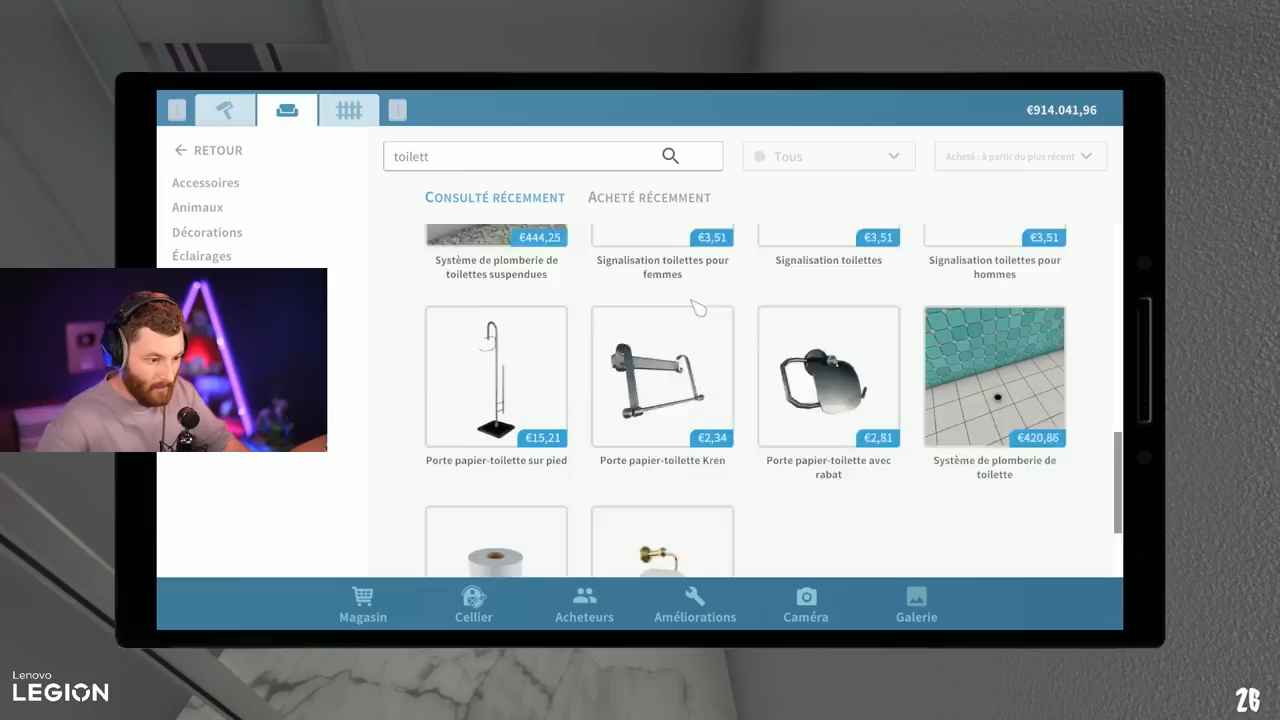 €914.041,96
RETOUR
toilett
Tous
Acheté : à partir du plus récent
Accessoires
Animaux
Décorations
Éclairages
CONSULTÉ RÉCEMMENT
ACHETÉ RÉCEMMENT
€444,25
€3,51
€3,51
€3,51
Système de plomberie de
toilettes suspendues
Signalisation toilettes pour
femmes
Signalisation toilettes
Signalisation toilettes pour
hommes
€15,21
€2,34
€2,81
€420,86
Porte papier-toilette sur pied
Porte papier-toilette Kren
Porte papier-toilette avec
rabat
Système de plomberie de
toilette
Magasin
Cellier
Acheteurs
Améliorations
Caméra
Galerie
Lenovo
LEGION
26